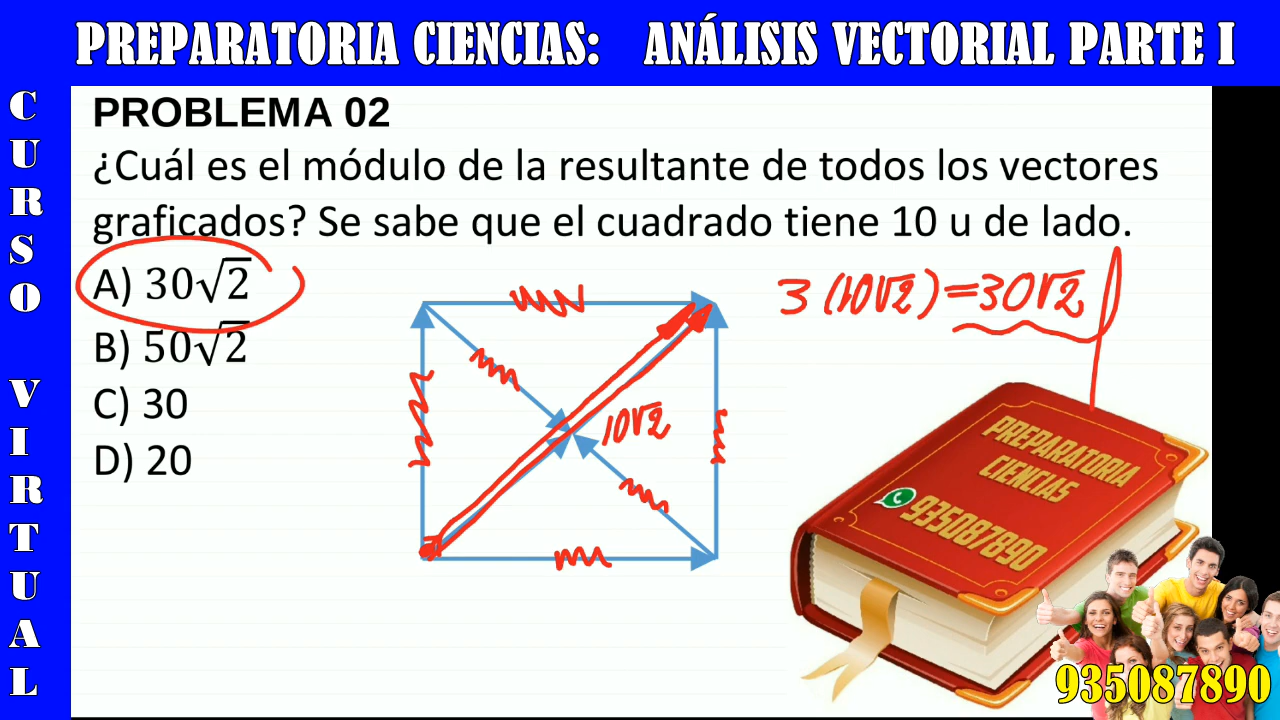 PREPARATORIA CIENCIAS: ANÁLISIS VECTORIAL PARTE I
CURSO VIRTUAL
PROBLEMA 02
¿Cuál es el módulo de la resultante de todos los vectores
graficados? Se sabe que el cuadrado tiene 10 u de lado.
A) 30√2
B) 50√2
C) 30
D) 20
10√2
3 (10√2) = 30√2
PREPARATORIA
CIENCIAS
935087890
935087890